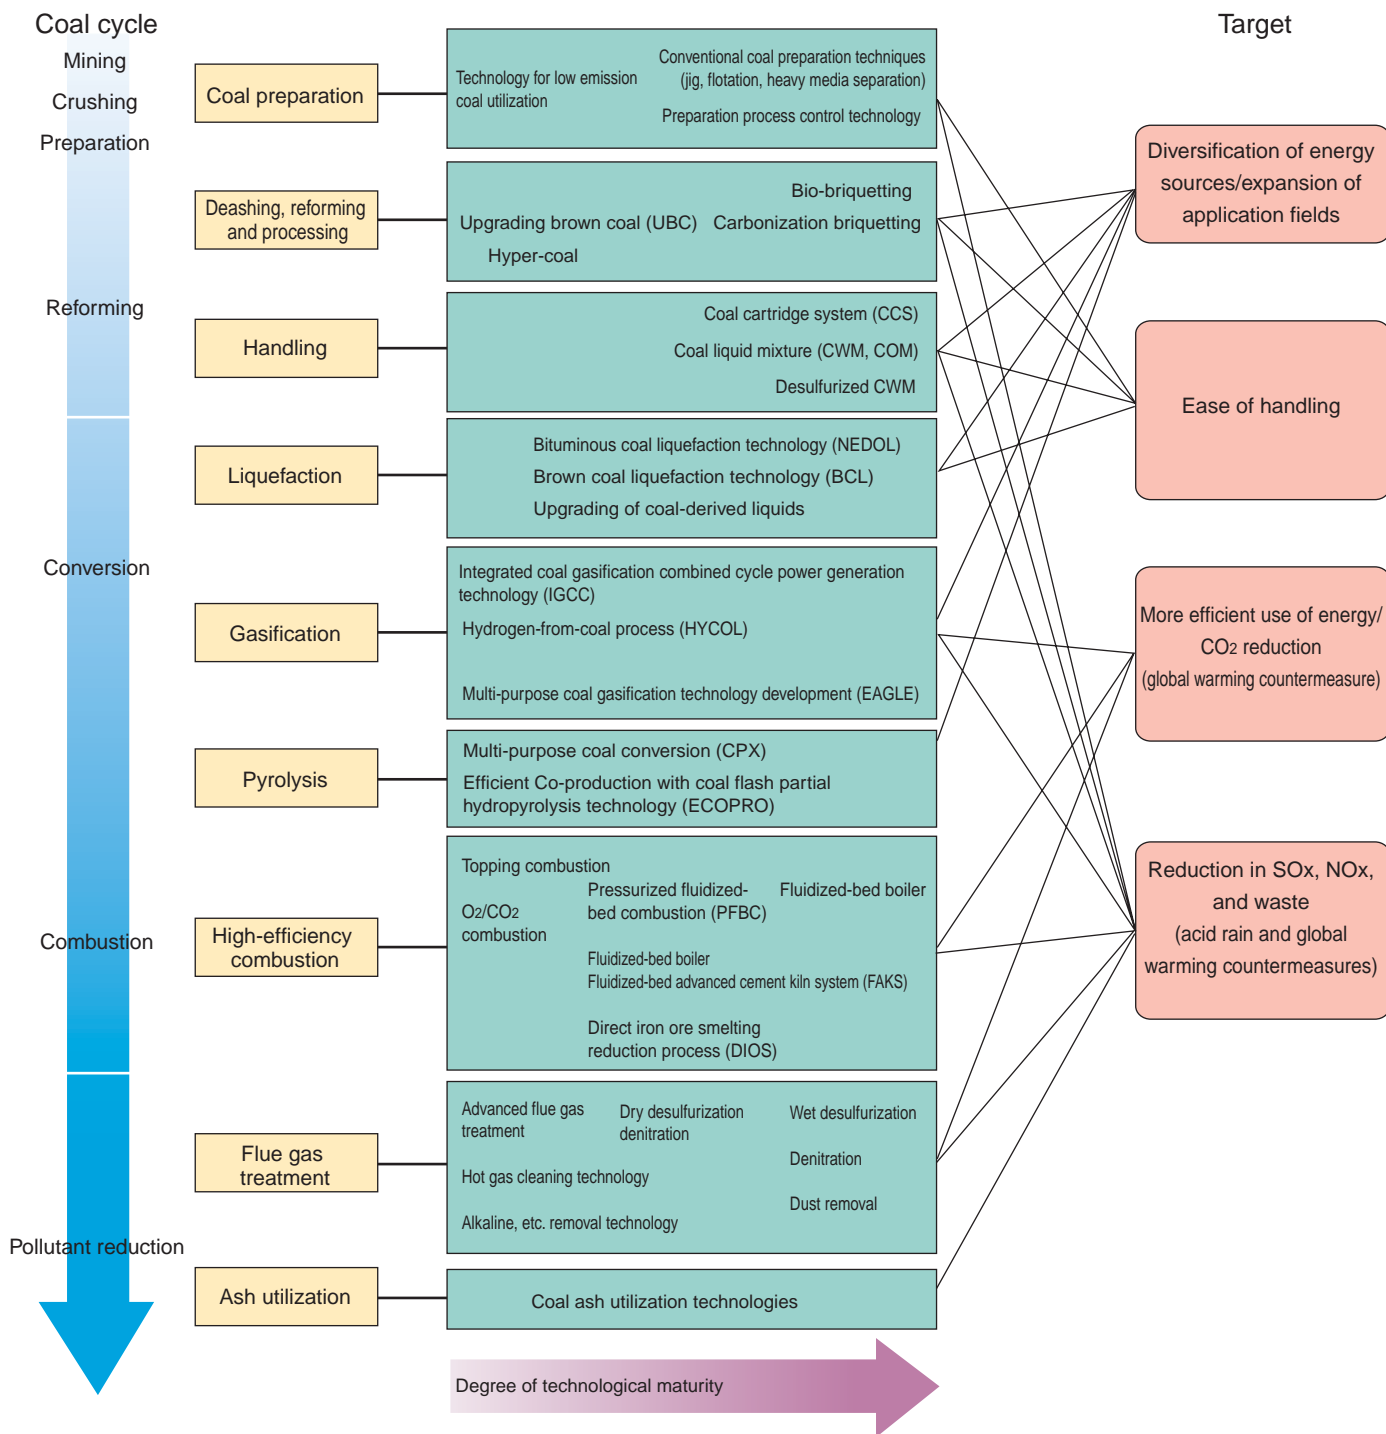 Coal cycle
Target
Mining
Crushing
Preparation
Reforming
Conversion
Combustion
Pollutant reduction
Coal preparation
Technology for low emission
coal utilization
Conventional coal preparation techniques
(jig, flotation, heavy media separation)
Preparation process control technology
Deashing, reforming
and processing
Bio-briquetting
Upgrading brown coal (UBC)
Carbonization briquetting
Hyper-coal
Handling
Coal cartridge system (CCS)
Coal liquid mixture (CWM, COM)
Desulfurized CWM
Liquefaction
Bituminous coal liquefaction technology (NEDOL)
Brown coal liquefaction technology (BCL)
Upgrading of coal-derived liquids
Gasification
Integrated coal gasification combined cycle power generation
technology (IGCC)
Hydrogen-from-coal process (HYCOL)
Multi-purpose coal gasification technology development (EAGLE)
Pyrolysis
Multi-purpose coal conversion (CPX)
Efficient Co-production with coal flash partial
hydropyrolysis technology (ECOPRO)
High-efficiency
combustion
Topping combustion
O2/CO2
combustion
Pressurized fluidized-
bed combustion (PFBC)
Fluidized-bed boiler
Fluidized-bed boiler
Fluidized-bed advanced cement kiln system (FAKS)
Direct iron ore smelting
reduction process (DIOS)
Flue gas
treatment
Advanced flue gas
treatment
Dry desulfurization
denitration
Wet desulfurization
Denitration
Hot gas cleaning technology
Dust removal
Alkaline, etc. removal technology
Ash utilization
Coal ash utilization technologies
Degree of technological maturity
Diversification of energy
sources/expansion of
application fields
Ease of handling
More efficient use of energy/
CO2 reduction
(global warming countermeasure)
Reduction in SOx, NOx,
and waste
(acid rain and global
warming countermeasures)